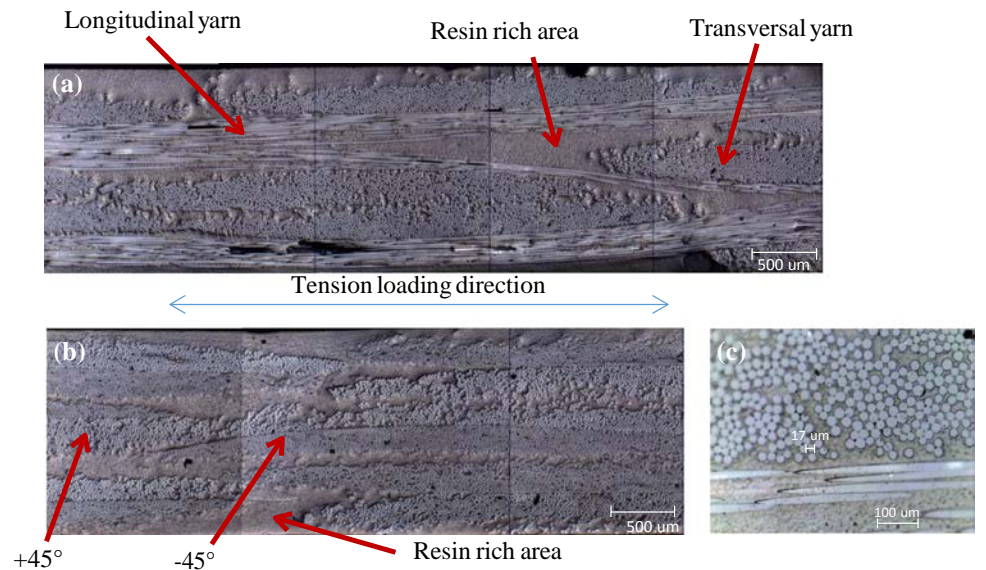 Longitudinal yarn
Resin rich area
Transversal yarn
(a)
500 um
Tension loading direction
(b)
(c)
17 um
500 um
100 um
+45°
-45°
Resin rich area